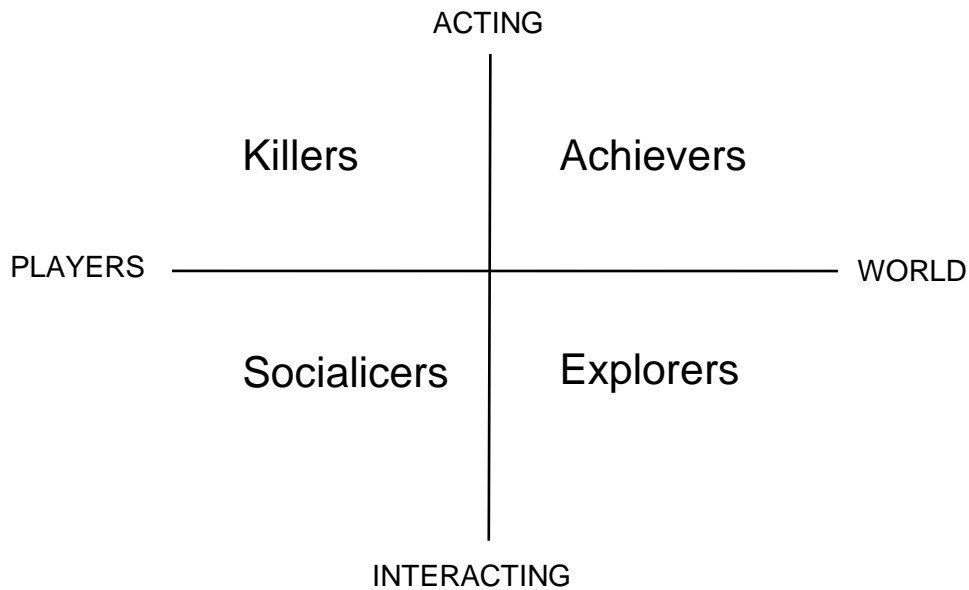 ACTING
Killers
Achievers
PLAYERS
WORLD
Socialicers
Explorers
INTERACTING